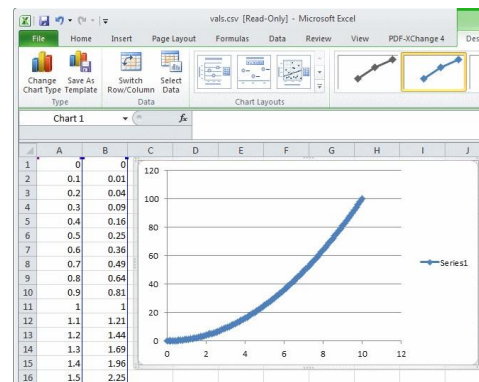 vals.csv [Read-Only] - Microsoft Excel
File Home Insert Page Layout Formulas Data Review View PDF-XChange 4 Des
Change Chart Type
Save As Template
Switch Row/Column
Select Data
Type Data Chart Layouts
Chart 1 fx
A B C D E F G H I J
1 0 0
2 0.1 0.01
3 0.2 0.04
4 0.3 0.09
5 0.4 0.16
6 0.5 0.25
7 0.6 0.36
8 0.7 0.49
9 0.8 0.64
10 0.9 0.81
11 1 1
12 1.1 1.21
13 1.2 1.44
14 1.3 1.69
15 1.4 1.96
16 1.5 2.25
120
100
80
60
40
20
0
0 2 4 6 8 10 12
Series1